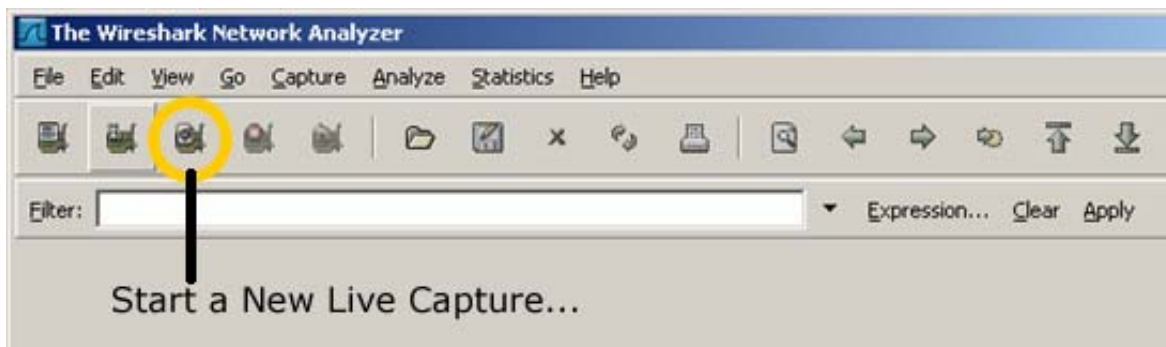 The Wireshark Network Analyzer
File Edit View Go Capture Analyze Statistics Help
Filter: Expression... Clear Apply
Start a New Live Capture...